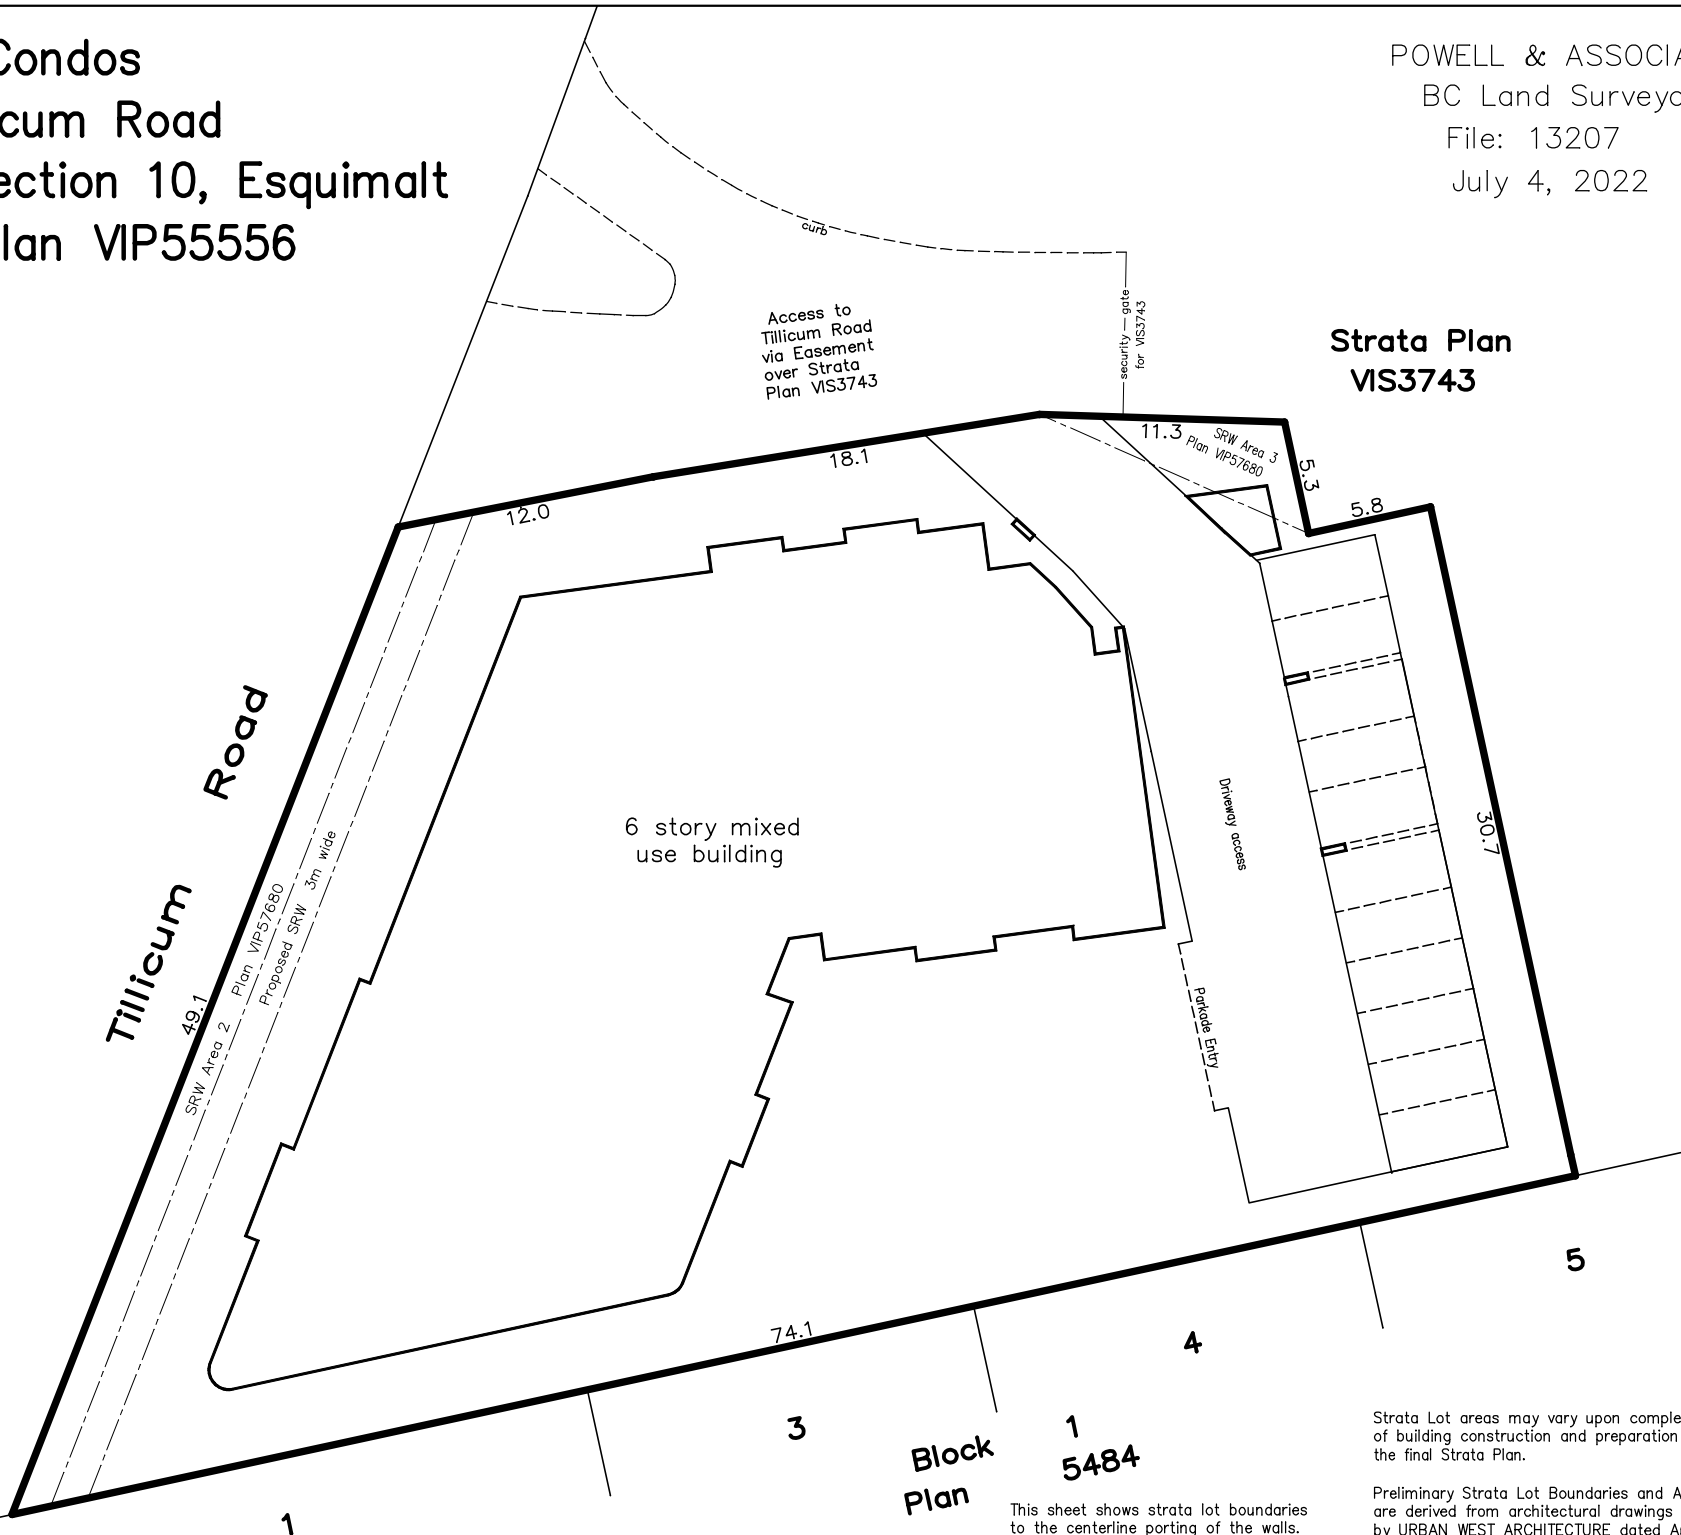 Condos
cum Road
ection 10, Esquimalt
lan VIP55556
POWELL & ASSOCIA
BC Land Surveyo
File: 13207
July 4, 2022
curb
Access to
Tillicum Road
via Easement
over Strata
Plan VIS3743
security gate
for VIS3743
Strata Plan
VIS3743
11.3
SRW Area 3
Plan VIP57680
5.3
5.8
18.1
12.0
Tillicum Road
49.1
SRW Area 2 Plan VIP57680
Proposed SRW 3m wide
6 story mixed
use building
Driveway access
30.7
Parkade Entry
74.1
5
4
3
1
Block 1
Plan 5484
This sheet shows strata lot boundaries
to the centerline porting of the walls.
Strata Lot areas may vary upon comple
of building construction and preparation
the final Strata Plan.
Preliminary Strata Lot Boundaries and A
are derived from architectural drawings
by URBAN WEST ARCHITECTURE dated A